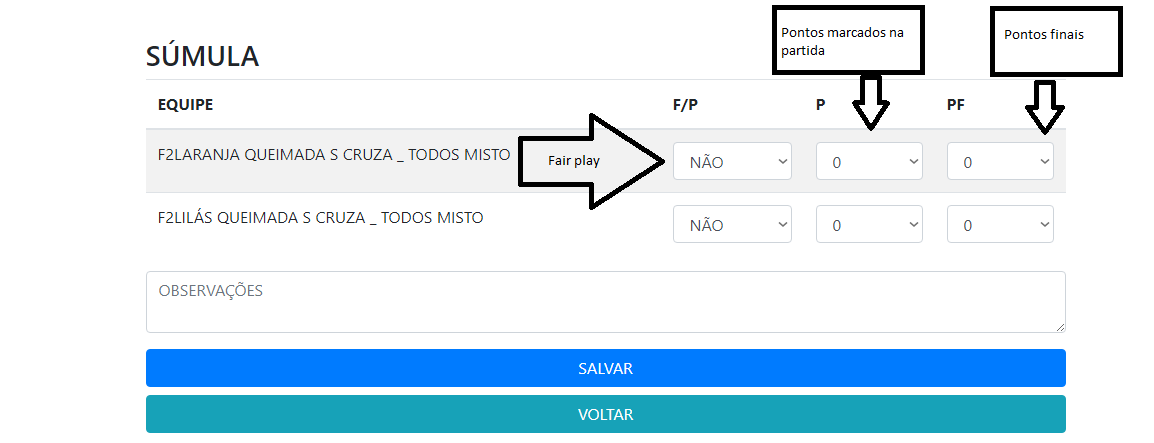 Pontos marcados na
partida
Pontos finais
SÚMULA
EQUIPE F/P P PF
F2LARANJA QUEIMADA S CRUZA _ TODOS MISTO Fair play NÃO 0 0
F2LILÁS QUEIMADA S CRUZA _ TODOS MISTO NÃO 0 0
OBSERVAÇÕES
SALVAR
VOLTAR